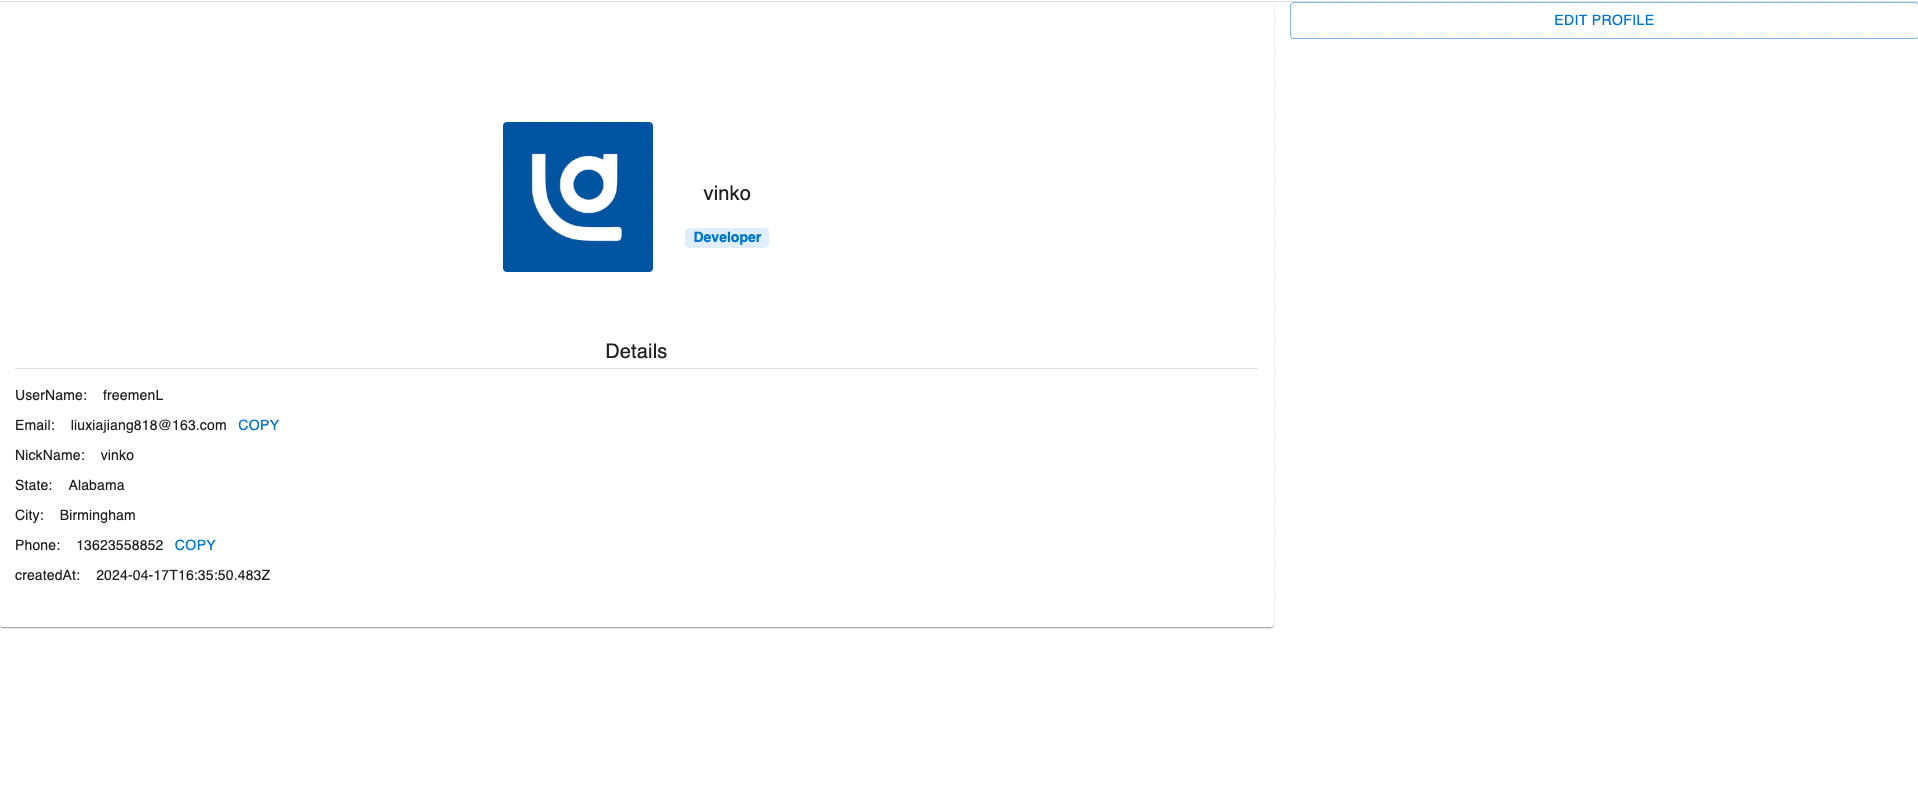 EDIT PROFILE
vinko
Developer
Details
UserName: freemenL
Email: liuxiajiang818@163.com COPY
NickName: vinko
State: Alabama
City: Birmingham
Phone: 13623558852 COPY
createdAt: 2024-04-17T16:35:50.483Z